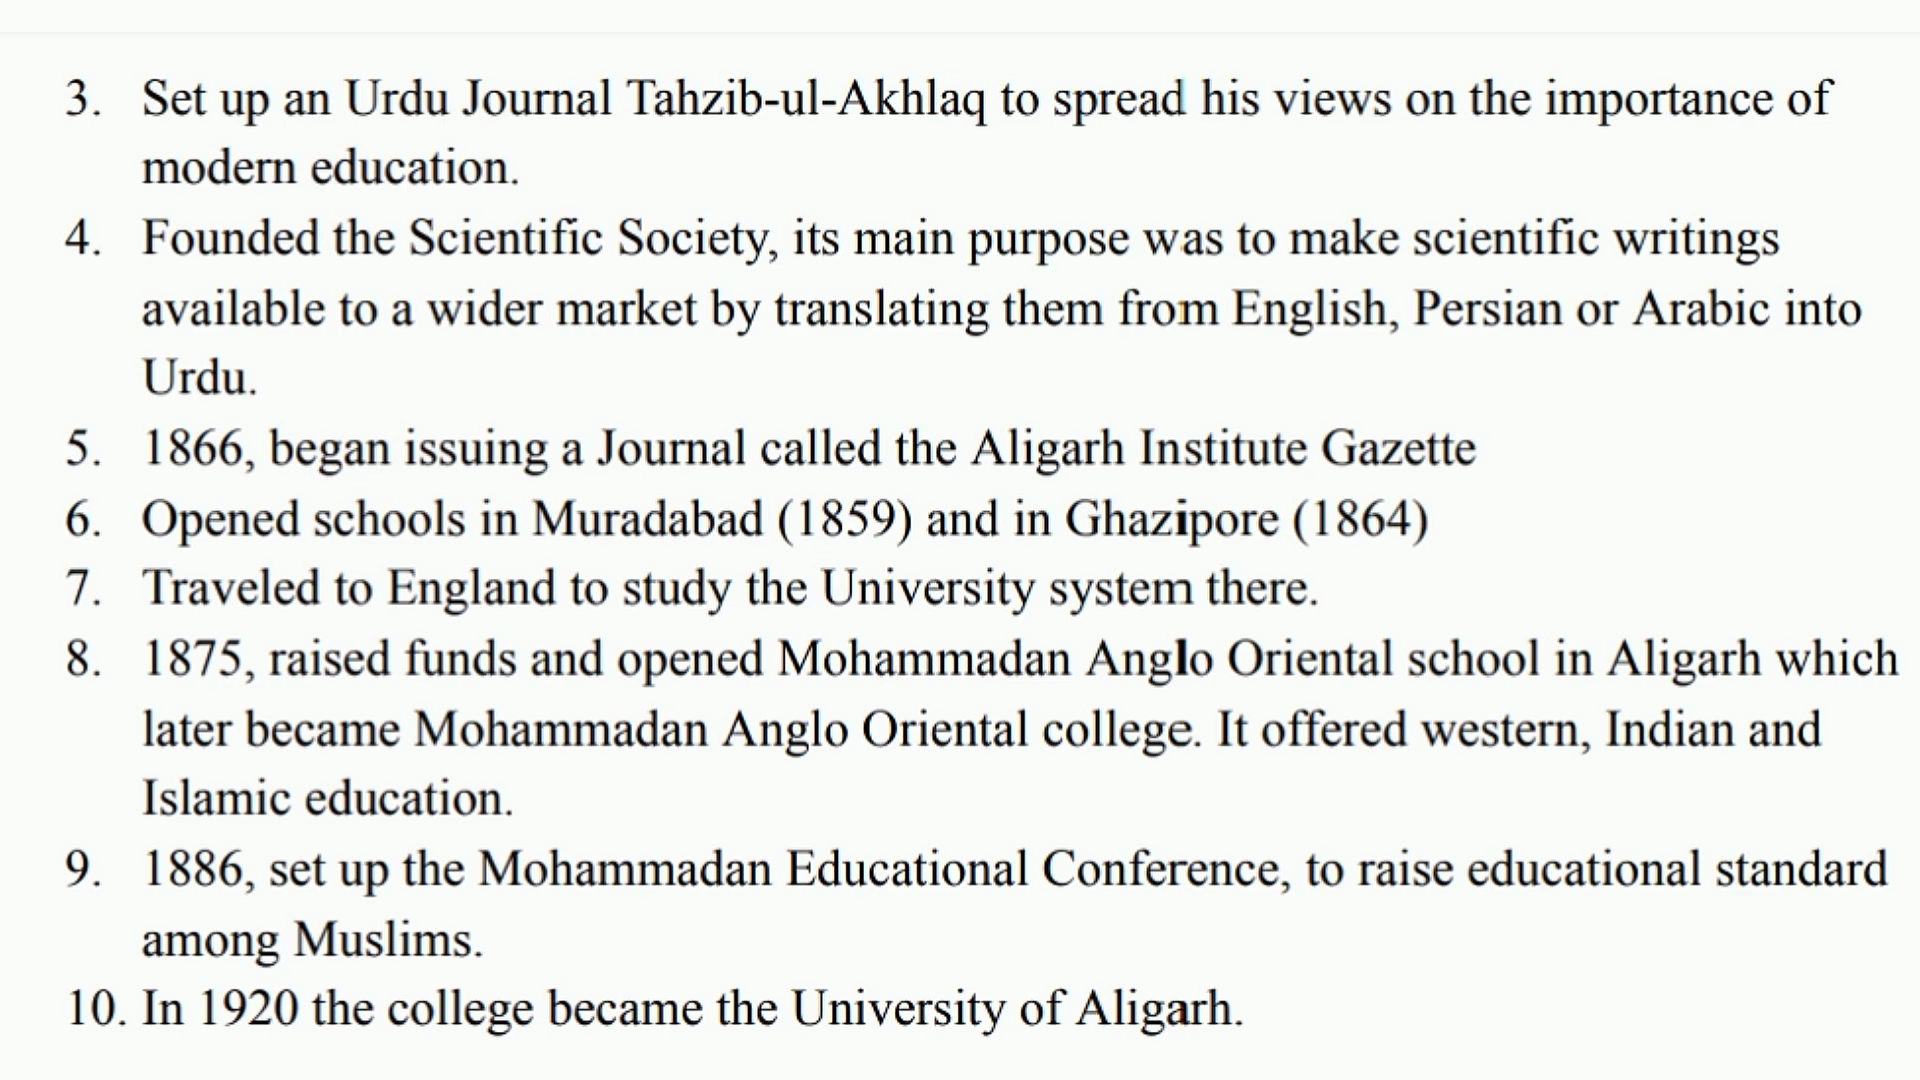 3. Set up an Urdu Journal Tahzib-ul-Akhlaq to spread his views on the importance of
modern education.
4. Founded the Scientific Society, its main purpose was to make scientific writings
available to a wider market by translating them from English, Persian or Arabic into
Urdu.
5. 1866, began issuing a Journal called the Aligarh Institute Gazette
6. Opened schools in Muradabad (1859) and in Ghazipore (1864)
7. Traveled to England to study the University system there.
8. 1875, raised funds and opened Mohammadan Anglo Oriental school in Aligarh which
later became Mohammadan Anglo Oriental college. It offered western, Indian and
Islamic education.
9. 1886, set up the Mohammadan Educational Conference, to raise educational standard
among Muslims.
10. In 1920 the college became the University of Aligarh.